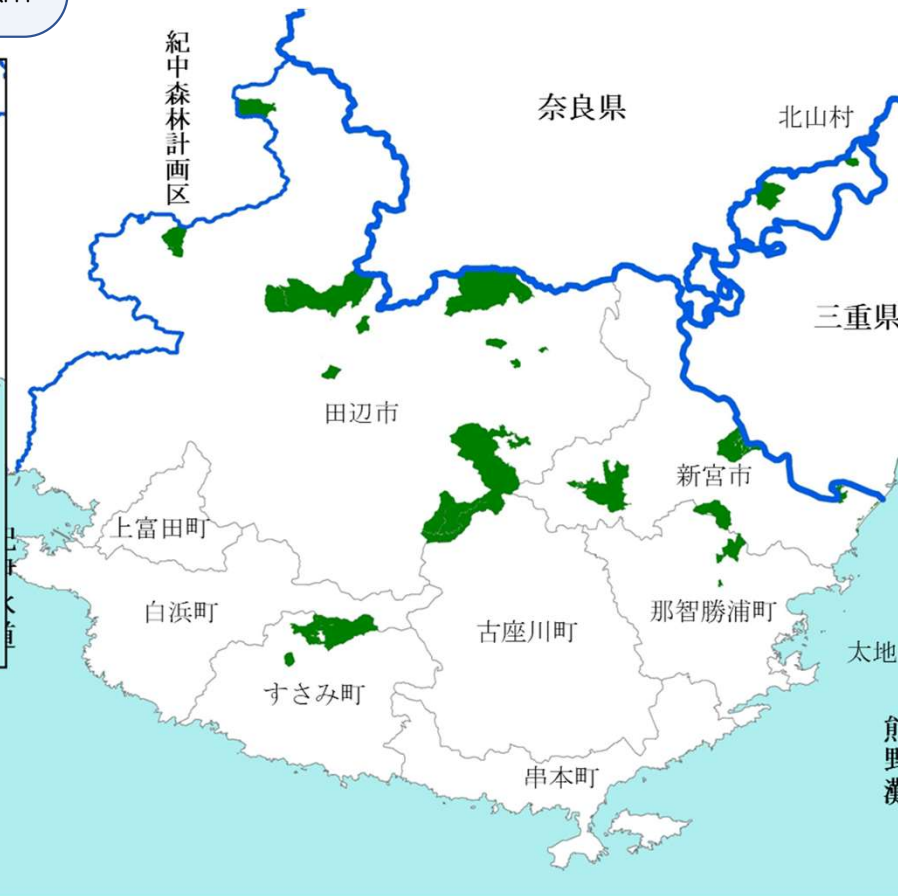 紀中森林計画区
奈良県
北山村
三重県
田辺市
新宮市
上富田町
白浜町
古座川町
那智勝浦町
太地
すさみ町
串本町
熊野灘
水道